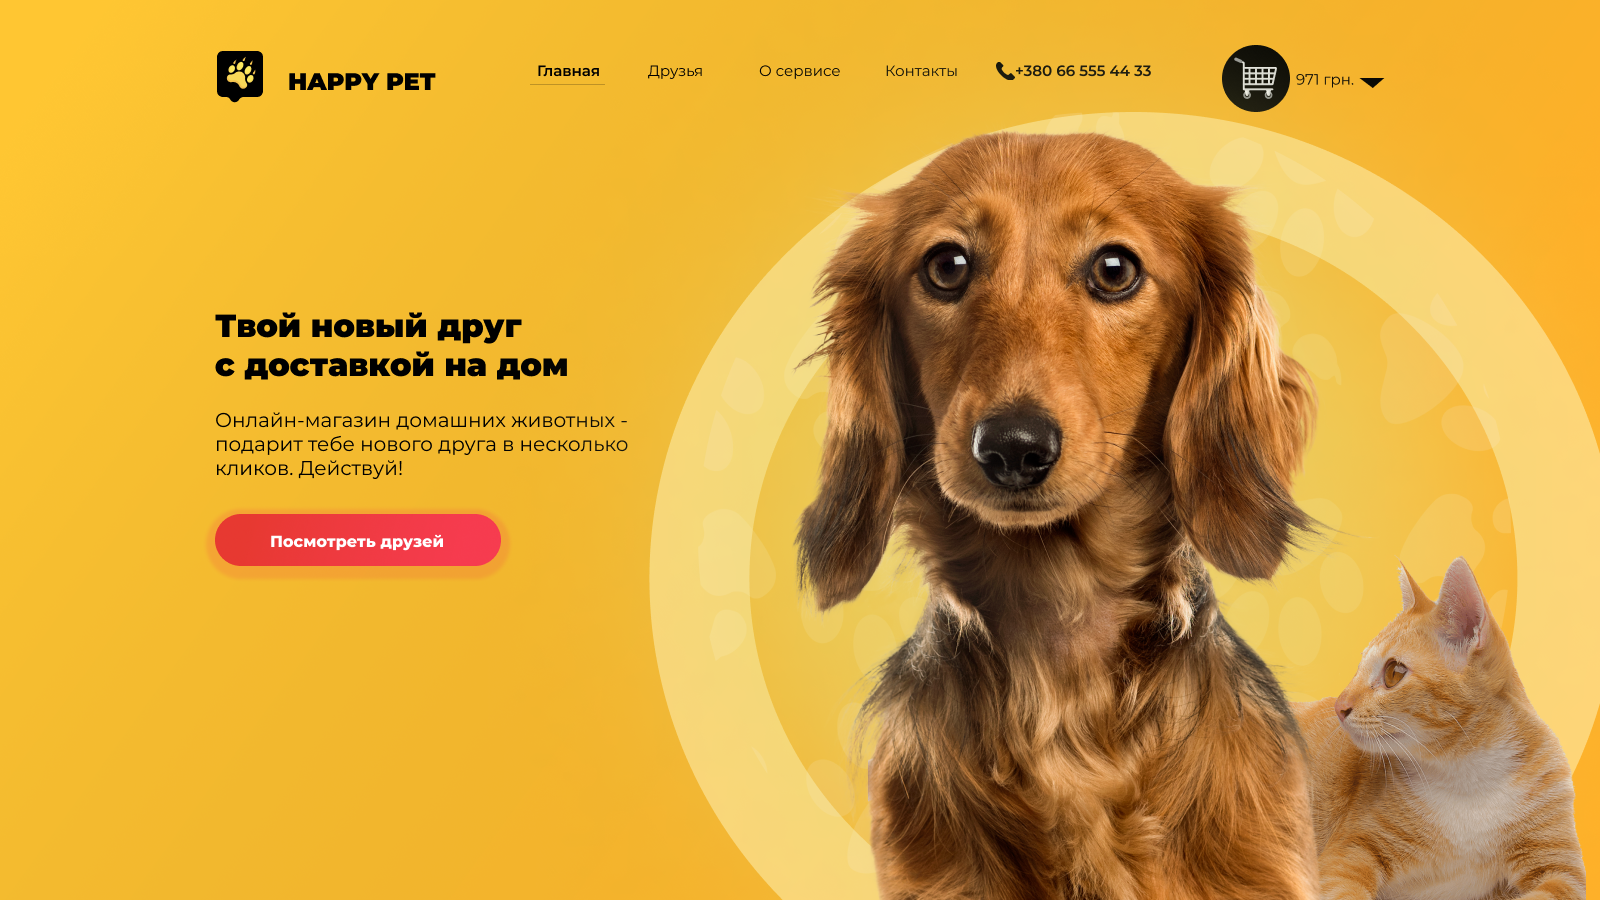 HAPPY PET
Главная
Друзья
О сервисе
Контакты
+380 66 555 44 33
971 грн.
Твой новый друг
с доставкой на дом
Онлайн-магазин домашних животных -
подарит тебе нового друга в несколько
кликов. Действуй!
Посмотреть друзей